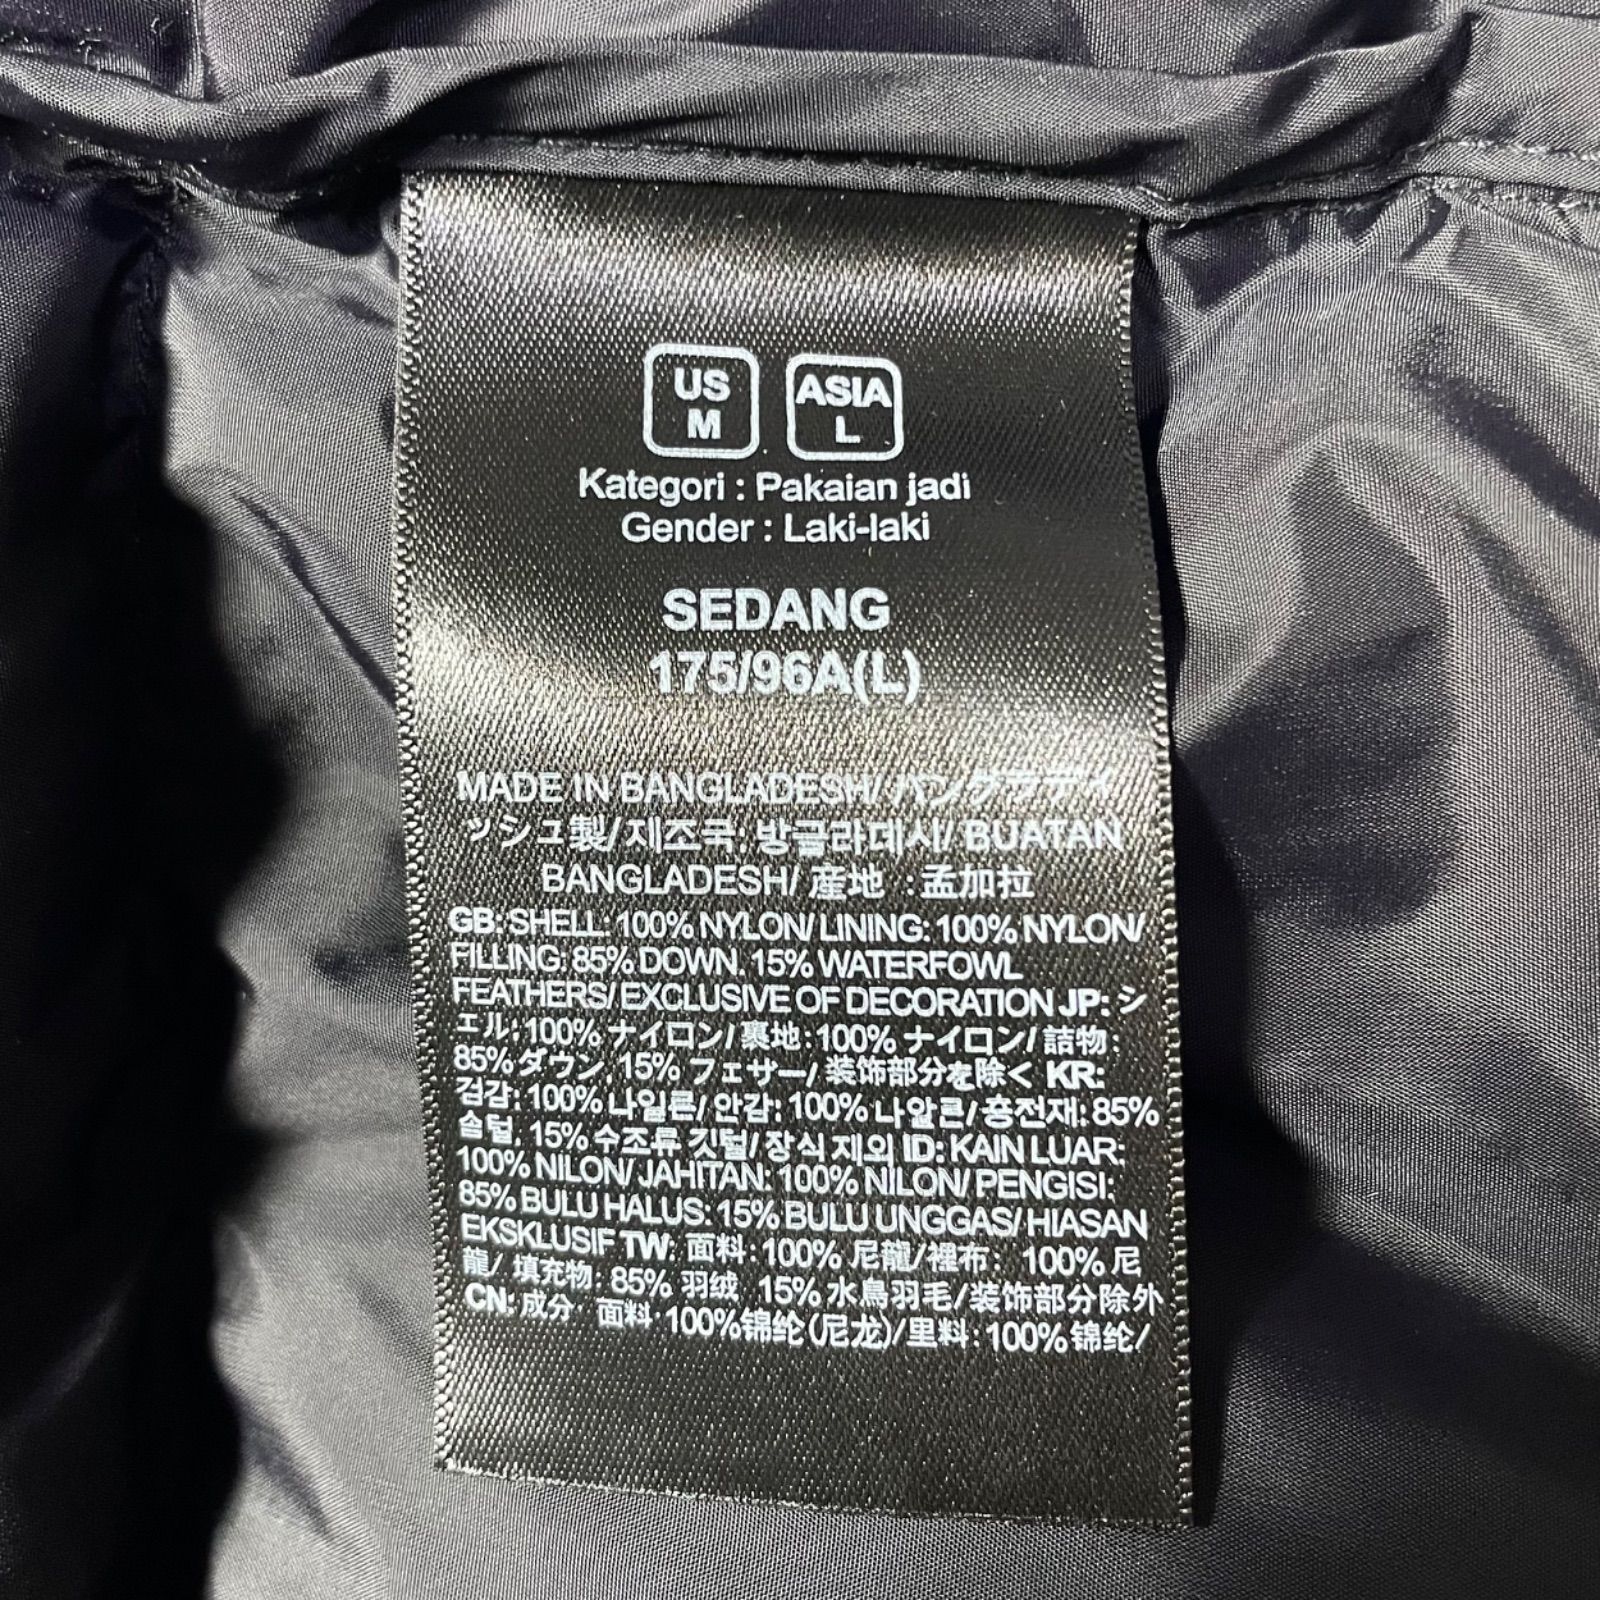 US
M
ASIA
L
Kategori : Pakaian jadi
Gender : Laki-laki
SEDANG
175/96A(L)
MADE IN BANGLADESH/ バングラディ
ッシュ製/제조국: 방글라데시/ BUATAN
BANGLADESH/ 産地 : 孟加拉
GB: SHELL: 100% NYLON/ LINING: 100% NYLON/
FILLING: 85% DOWN, 15% WATERFOWL
FEATHERS/ EXCLUSIVE OF DECORATION JP: シ
ェル: 100% ナイロン/ 裏地: 100% ナイロン/ 詰物:
85% ダウン, 15% フェザー/ 装飾部分を除く KR:
겉감: 100% 나일론/ 안감: 100% 나일론/ 충전재: 85%
솜털, 15% 수조류 깃털/ 장식 제외 ID: KAIN LUAR:
100% NILON/ JAHITAN: 100% NILON/ PENGISI:
85% BULU HALUS: 15% BULU UNGGAS/ HIASAN
EKSKLUSIF TW: 面料: 100% 尼龍/ 裡布: 100% 尼
龍/ 填充物: 85% 羽绒 15% 水鳥羽毛/ 装饰部分除外
CN: 成分 面料: 100%锦纶(尼龙)/里料: 100%锦纶/